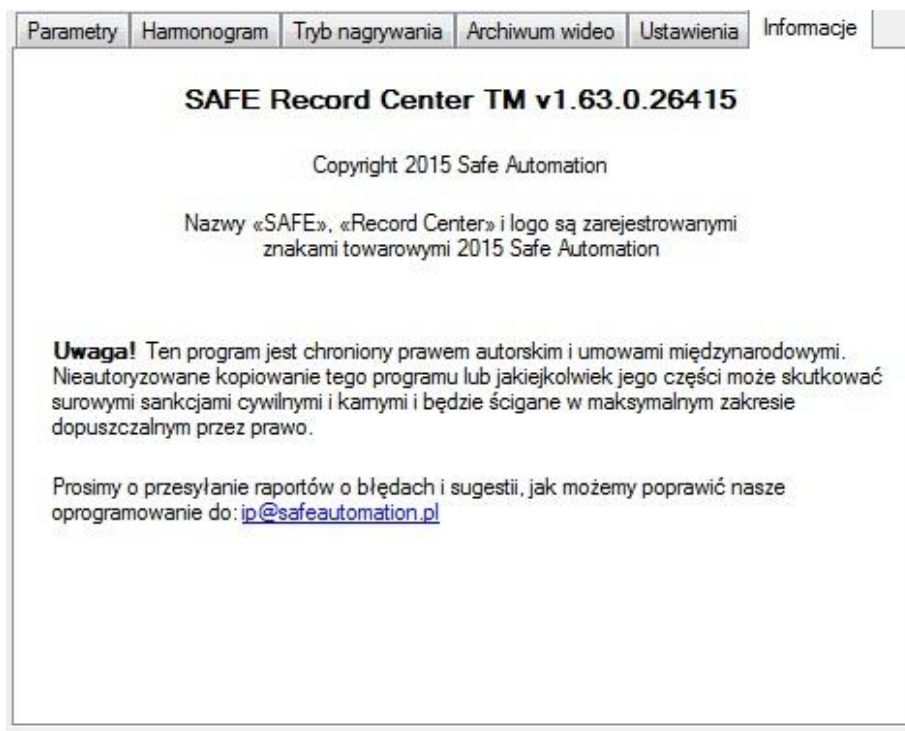 Parametry Harmonogram Tryb nagrywania Archiwum wideo Ustawienia Informacje
SAFE Record Center TM v1.63.0.26415
Copyright 2015 Safe Automation
Nazwy «SAFE», «Record Center» i logo są zarejestrowanymi
znakami towarowymi 2015 Safe Automation
Uwaga! Ten program jest chroniony prawem autorskim i umowami międzynarodowymi.
Nieautoryzowane kopiowanie tego programu lub jakiejkolwiek jego części może skutkować
surowymi sankcjami cywilnymi i karnymi i będzie ścigane w maksymalnym zakresie
dopuszczalnym przez prawo.
Prosimy o przesyłanie raportów o błędach i sugestii, jak możemy poprawić nasze
oprogramowanie do: ip@safeautomation.pl